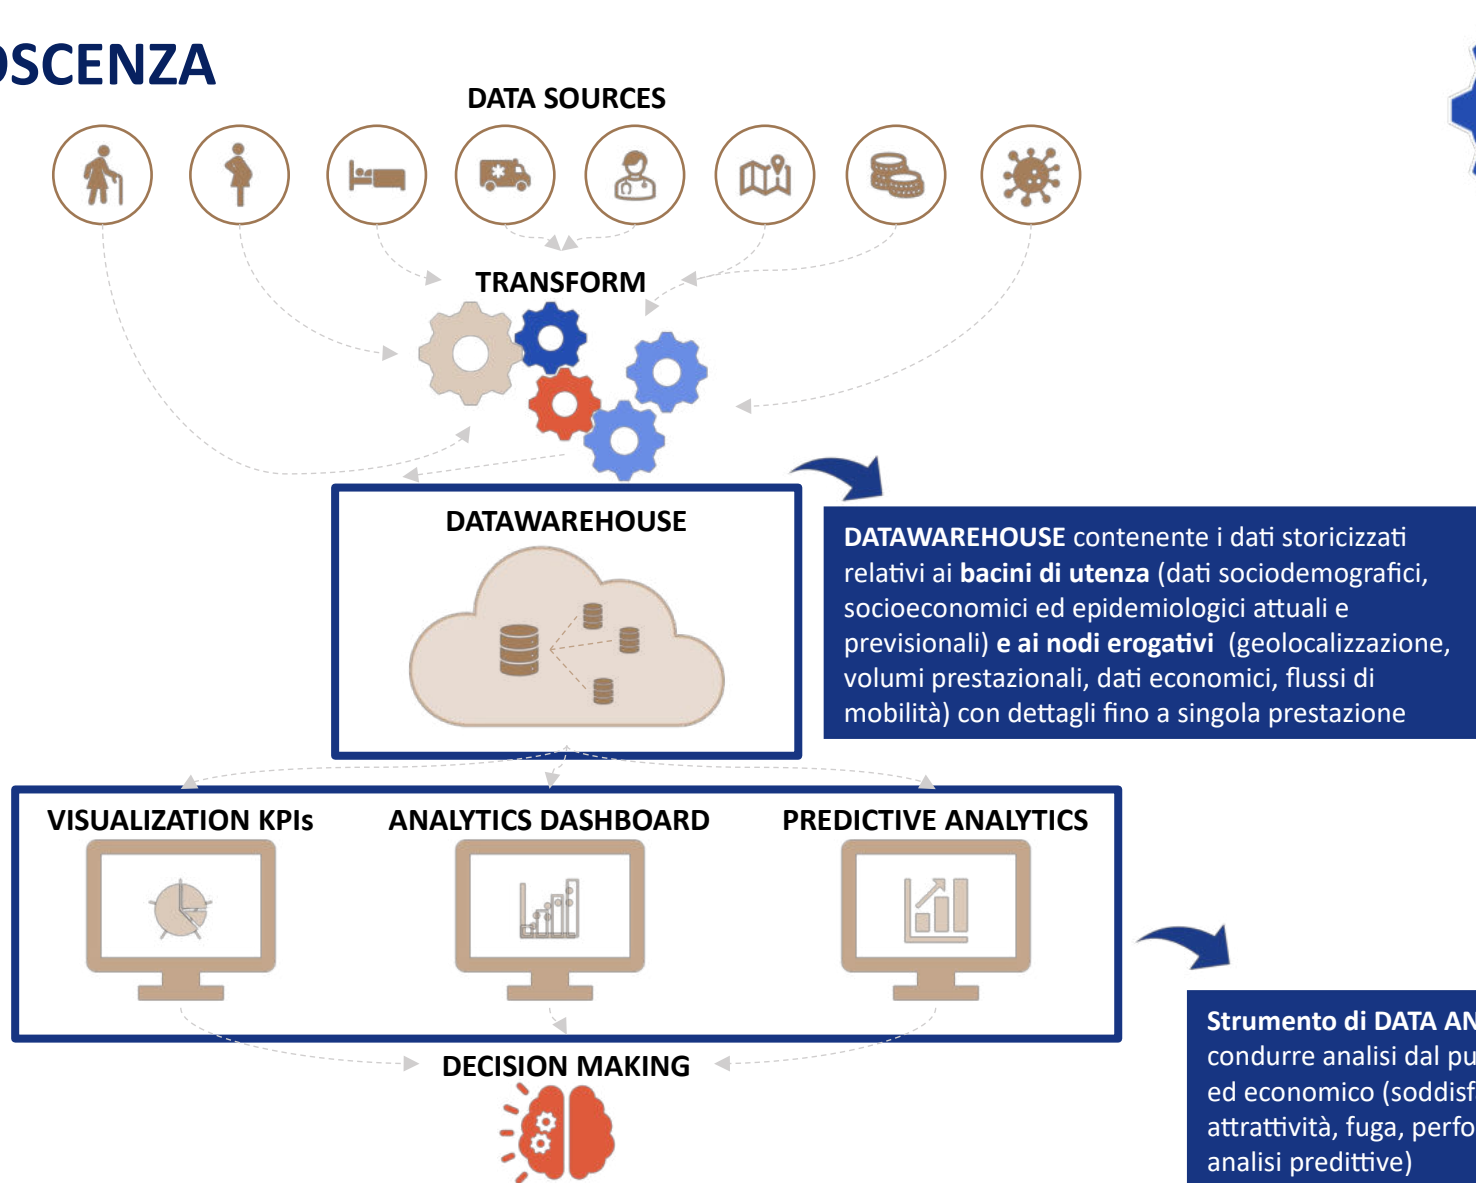 OSCENZA
DATA SOURCES
TRANSFORM
DATAWAREHOUSE
DATAWAREHOUSE contenente i dati storicizzati
relativi ai bacini di utenza (dati sociodemografici,
socioeconomici ed epidemiologici attuali e
previsionali) e ai nodi erogativi (geolocalizzazione,
volumi prestazionali, dati economici, flussi di
mobilità) con dettagli fino a singola prestazione
VISUALIZATION KPIs
ANALYTICS DASHBOARD
PREDICTIVE ANALYTICS
DECISION MAKING
Strumento di DATA AN
condurre analisi dal pu
ed economico (soddisf
attrattività, fuga, perfo
analisi predittive)